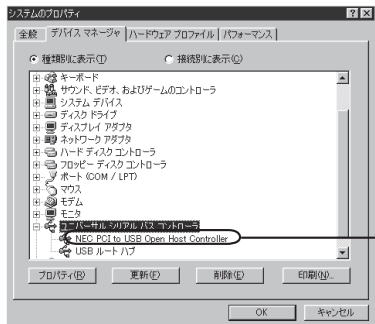 システムのプロパティ
全般 デバイス マネージャ ハードウェア プロファイル パフォーマンス
種類別に表示(T) 接続別に表示(C)
キーボード
サウンド、ビデオ、およびゲームのコントローラ
システム デバイス
ディスク ドライブ
ディスプレイ アダプタ
ネットワーク アダプタ
ハード ディスク コントローラ
フロッピー ディスク コントローラ
ポート (COM / LPT)
マウス
モデム
モニタ
ユニバーサル シリアル バス コントローラ
NEC PCI to USB Open Host Controller
USB ルート ハブ
プロパティ(R) 更新(F) 削除(E) 印刷(N)...
OK キャンセル